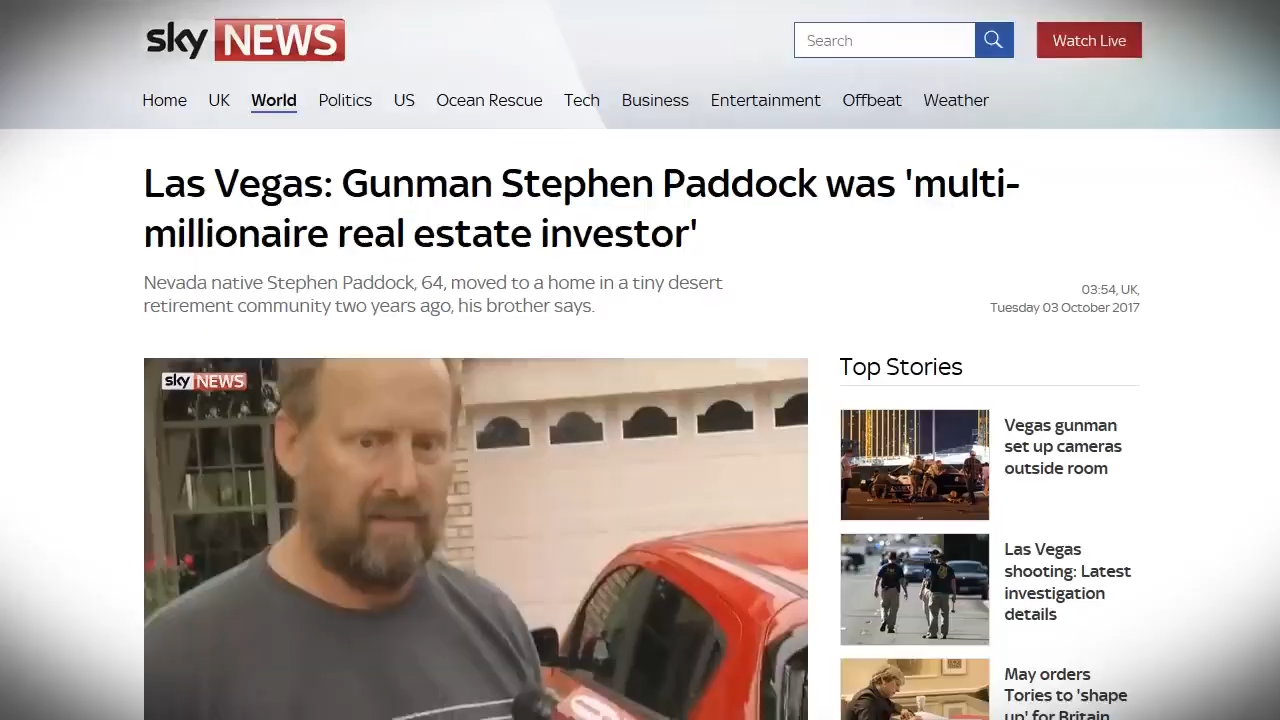 sky NEWS
Search
Watch Live
Home UK World Politics US Ocean Rescue Tech Business Entertainment Offbeat Weather
Las Vegas: Gunman Stephen Paddock was 'multi-
millionaire real estate investor'
Nevada native Stephen Paddock, 64, moved to a home in a tiny desert
retirement community two years ago, his brother says.
03:54, UK,
Tuesday 03 October 2017
sky NEWS
Top Stories
Vegas gunman
set up cameras
outside room
Las Vegas
shooting: Latest
investigation
details
May orders
Tories to 'shape
up' for Britain